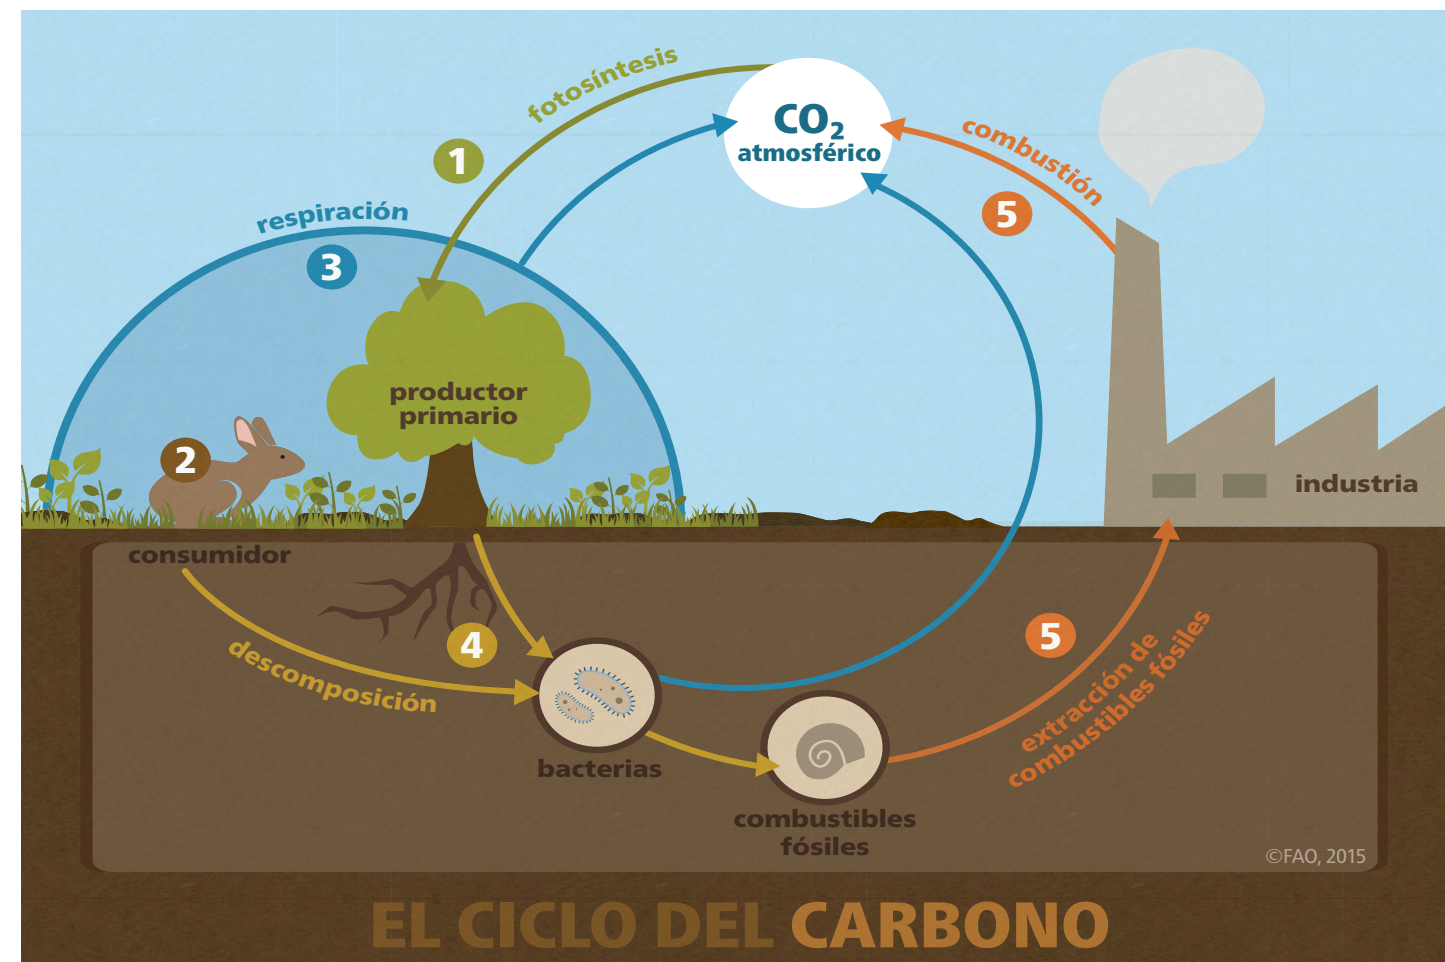 fotosíntesis
CO2
atmosférico
combustión
1
5
respiración
3
productor
primario
2
industria
consumidor
4
descomposición
5
extracción de
combustibles fósiles
bacterias
combustibles
fósiles
©FAO, 2015
EL CICLO DEL CARBONO